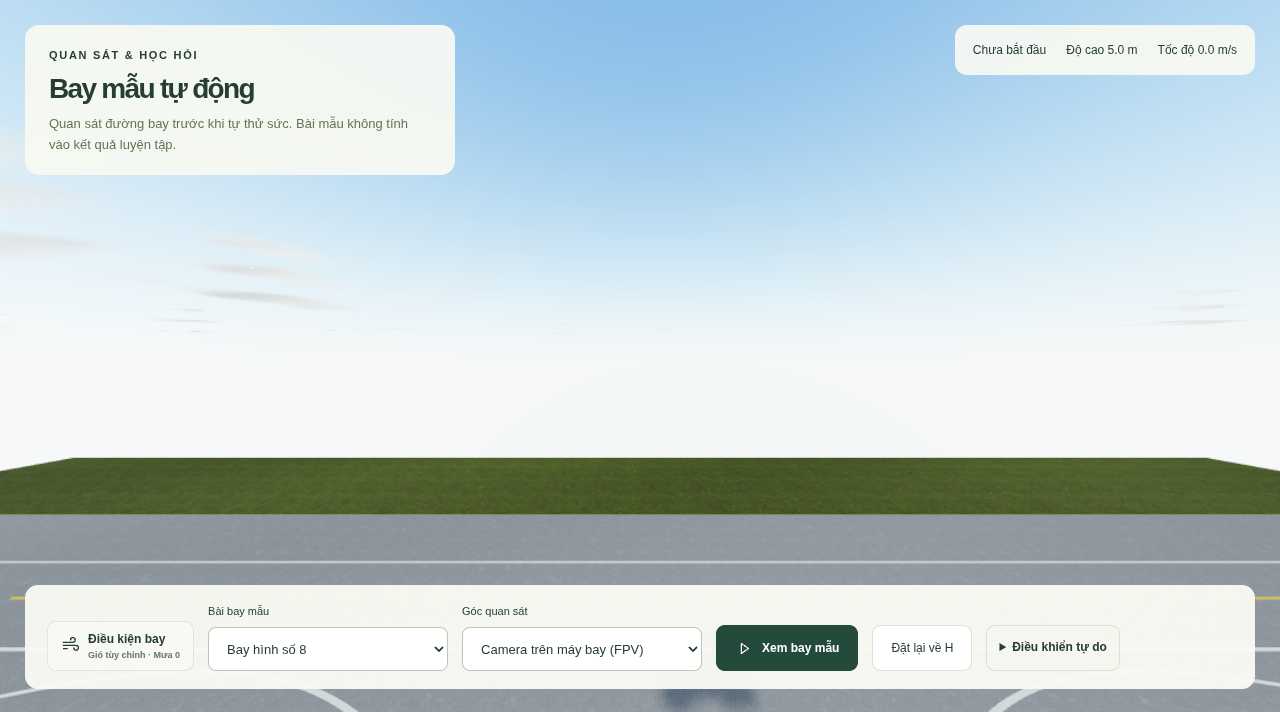 QUAN SÁT & HỌC HỎI
Bay mẫu tự động
Quan sát đường bay trước khi tự thử sức. Bài mẫu không tính
vào kết quả luyện tập.
Chưa bắt đầu Độ cao 5.0 m Tốc độ 0.0 m/s
Điều kiện bay
Gió tùy chỉnh · Mưa 0
Bài bay mẫu
Bay hình số 8
Góc quan sát
Camera trên máy bay (FPV)
Xem bay mẫu
Đặt lại về H
Điều khiển tự do